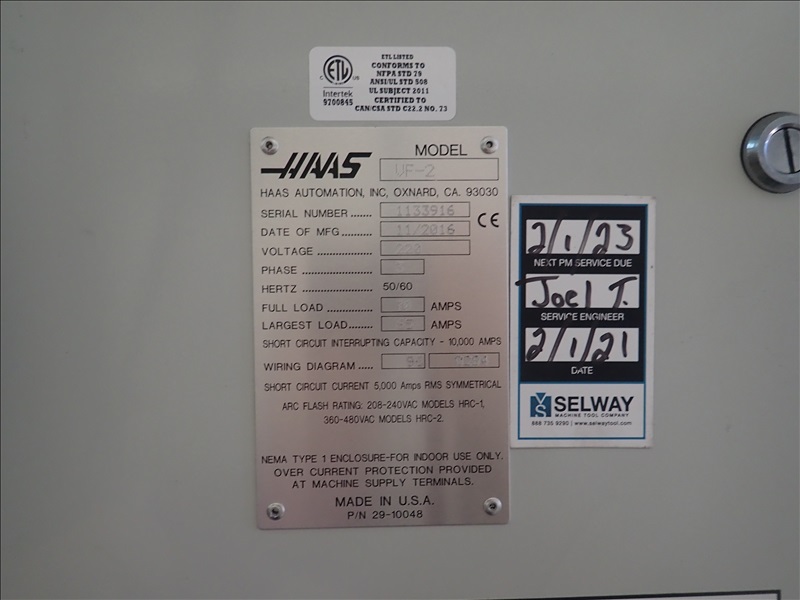 ETL LISTED
CONFORMS TO
NFPA STD 79
ANSI/UL STD 508
UL SUBJECT 2011
CERTIFIED TO
CAN/CSA STD C22.2 NO. 73
C ETL US
Intertek
9700845
HAAS MODEL VF-2
HAAS AUTOMATION, INC, OXNARD, CA. 93030
SERIAL NUMBER ....... 1133916
DATE OF MFG.......... 11/2016
CE
VOLTAGE ...............
PHASE .....................
HERTZ ..................... 50/60
FULL LOAD .............. AMPS
LARGEST LOAD........ AMPS
SHORT CIRCUIT INTERRUPTING CAPACITY - 10,000 AMPS
WIRING DIAGRAM .....
SHORT CIRCUIT CURRENT 5,000 Amps RMS SYMMETRICAL
ARC FLASH RATING: 208-240VAC MODELS HRC-1,
360-480VAC MODELS HRC-2.
NEMA TYPE 1 ENCLOSURE-FOR INDOOR USE ONLY.
OVER CURRENT PROTECTION PROVIDED
AT MACHINE SUPPLY TERMINALS.
MADE IN U.S.A.
P/N 29-10048
2/1/23
NEXT PM SERVICE DUE
Joel T.
SERVICE ENGINEER
2/1/21
DATE
SELWAY
MACHINE TOOL COMPANY
888 735 9290 | www.selwaytool.com